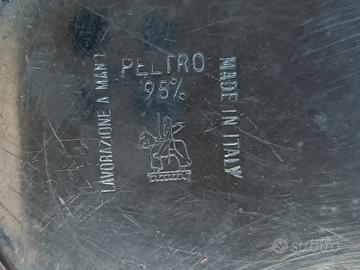 LAVORAZIONE A MANO
PELTRO
95%
MADE IN ITALY
subito